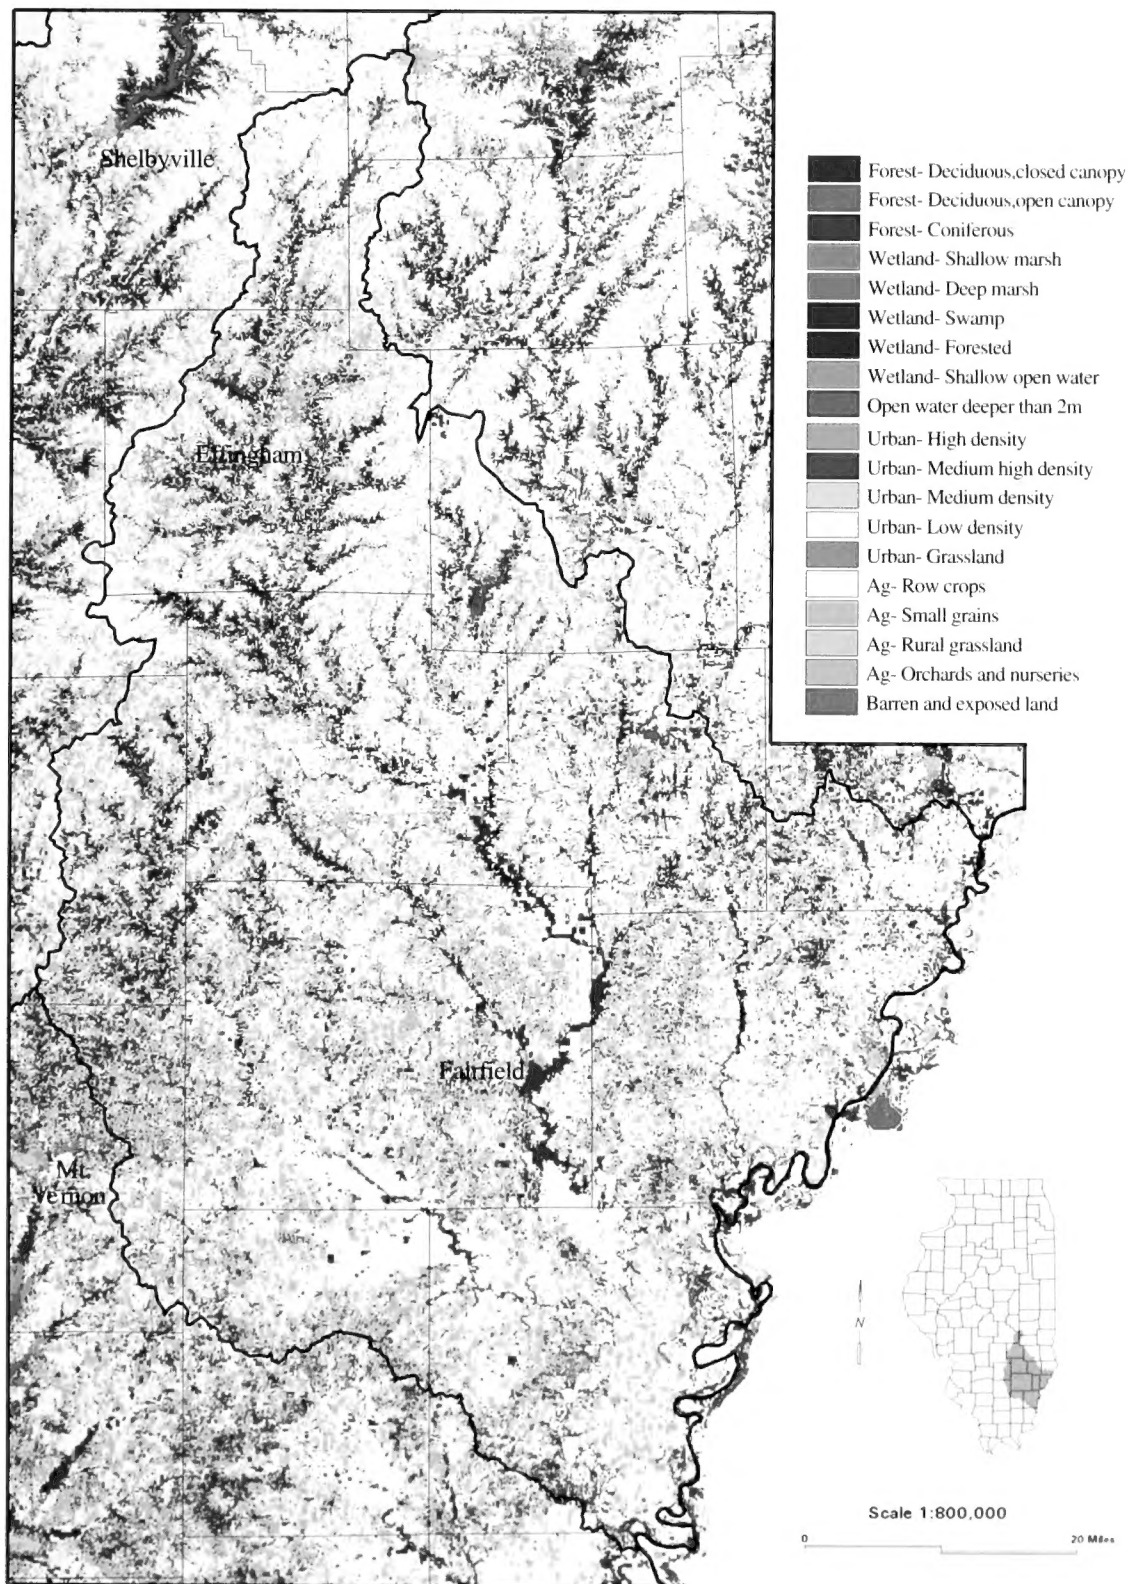 Shelbyville
Effingham
Fairfield
Mt.
Vernon
Forest- Deciduous,closed canopy
Forest- Deciduous,open canopy
Forest- Coniferous
Wetland- Shallow marsh
Wetland- Deep marsh
Wetland- Swamp
Wetland- Forested
Wetland- Shallow open water
Open water deeper than 2m
Urban- High density
Urban- Medium high density
Urban- Medium density
Urban- Low density
Urban- Grassland
Ag- Row crops
Ag- Small grains
Ag- Rural grassland
Ag- Orchards and nurseries
Barren and exposed land
N
Scale 1:800,000
0 20 Miles